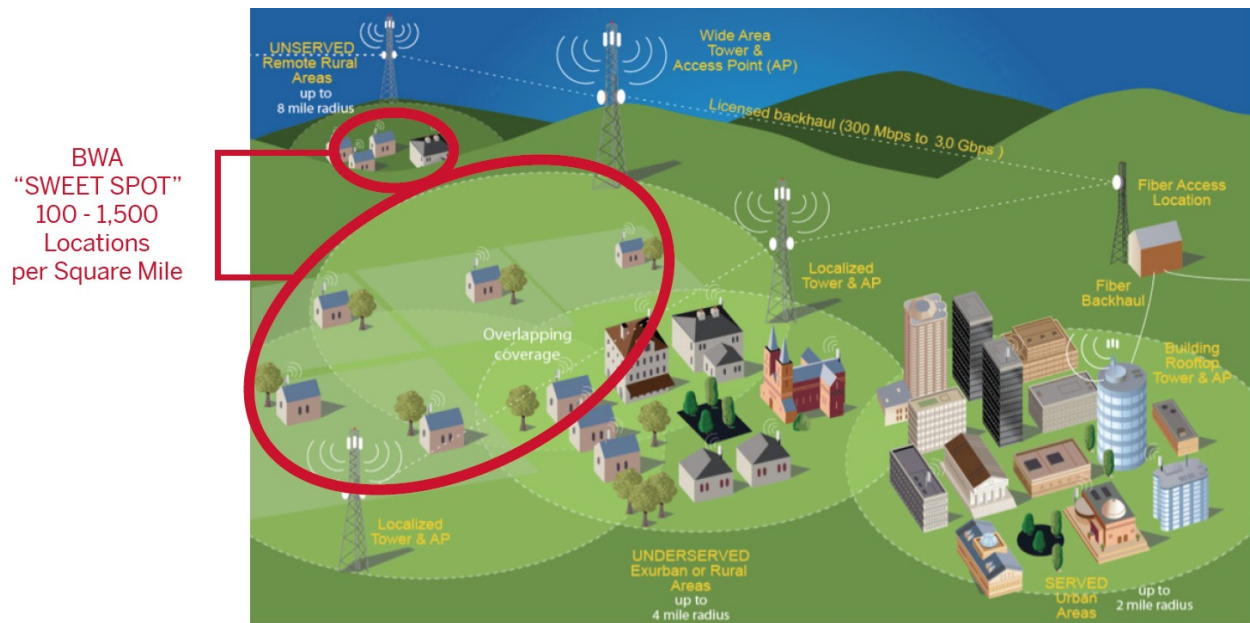 BWA
“SWEET SPOT”
100 - 1,500
Locations
per Square Mile
UNSERVED
Remote Rural
Areas
up to
8 mile radius
Wide Area
Tower &
Access Point (AP)
Licensed backhaul (300 Mbps to 3,0 Gbps )
Fiber Access
Location
Localized
Tower & AP
Fiber
Backhaul
Overlapping
coverage
Building
Rooftop
Tower & AP
Localized
Tower & AP
UNDERSERVED
Exurban or Rural
Areas
up to
4 mile radius
SERVED
Urban
Areas
up to
2 mile radius